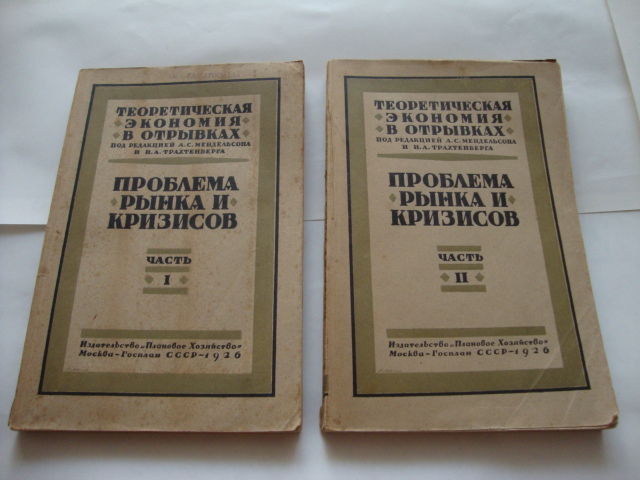 ТЕОРЕТИЧЕСКАЯ
ЭКОНОМИЯ
В ОТРЫВКАХ
ПОД РЕДАКЦИЕЙ Л.С. МЕНДЕЛЬСОНА
И И.А. ТРАХТЕНБЕРГА
ПРОБЛЕМА
РЫНКА И
КРИЗИСОВ
ЧАСТЬ
I
Издательство „Плановое Хозяйство"
Москва – Госплан СССР – 1926
ТЕОРЕТИЧЕСКАЯ
ЭКОНОМИЯ
В ОТРЫВКАХ
ПОД РЕДАКЦИЕЙ Л.С. МЕНДЕЛЬСОНА
И И.А. ТРАХТЕНБЕРГА
ПРОБЛЕМА
РЫНКА И
КРИЗИСОВ
ЧАСТЬ
II
Издательство „Плановое Хозяйство"
Москва – Госплан СССР – 1926